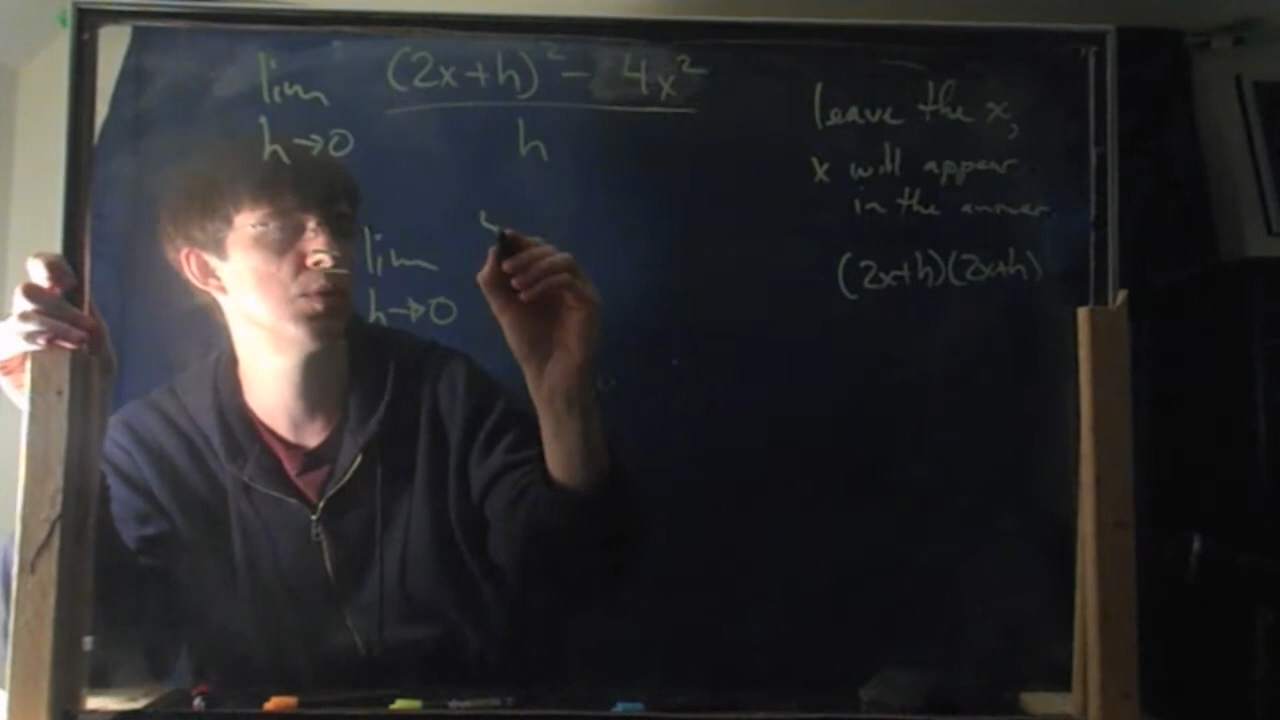 lim (2x+h)² - 4x²
h→0 h
= lim
h→0
leave the x,
x will appear
in the answer.
(2x+h)(2x+h)